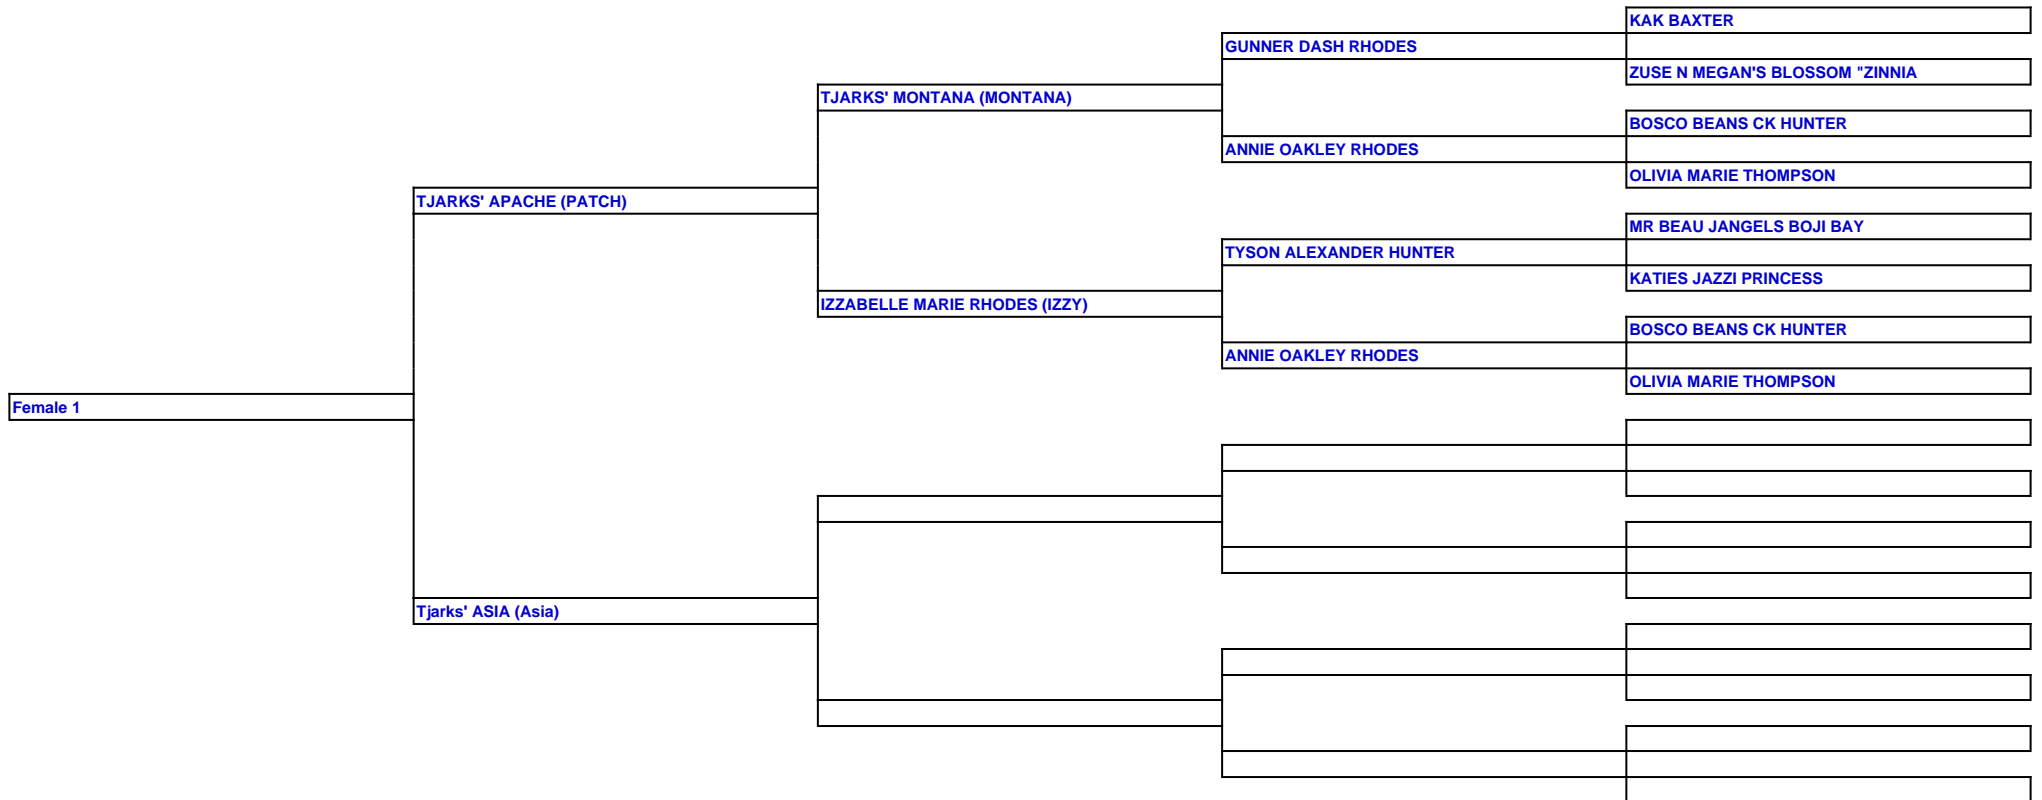 KAK BAXTER
GUNNER DASH RHODES
ZUSE N MEGAN'S BLOSSOM "ZINNIA
TJARKS' MONTANA (MONTANA)
BOSCO BEANS CK HUNTER
ANNIE OAKLEY RHODES
OLIVIA MARIE THOMPSON
TJARKS' APACHE (PATCH)
MR BEAU JANGELS BOJI BAY
TYSON ALEXANDER HUNTER
KATIES JAZZI PRINCESS
IZZABELLE MARIE RHODES (IZZY)
BOSCO BEANS CK HUNTER
ANNIE OAKLEY RHODES
OLIVIA MARIE THOMPSON
Female 1
Tjarks' ASIA (Asia)